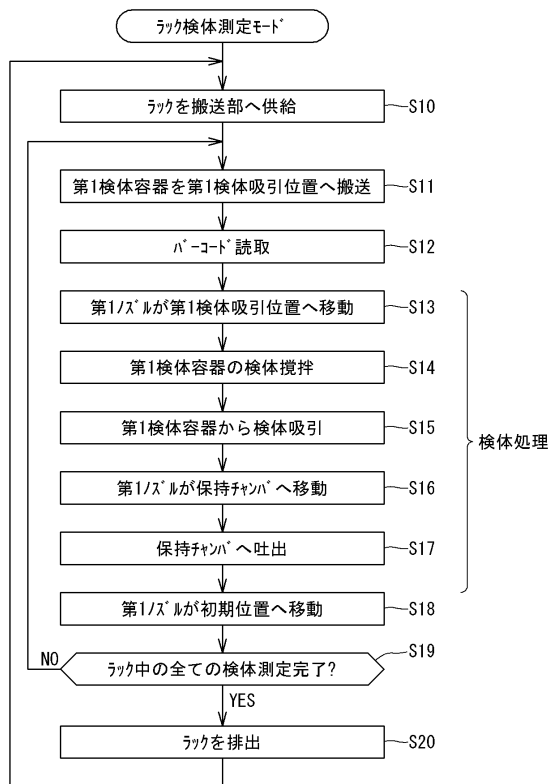 ラック検体測定モード
ラックを搬送部へ供給
S10
第1検体容器を第1検体吸引位置へ搬送
S11
バーコード読取
S12
第1ノズルが第1検体吸引位置へ移動
S13
第1検体容器の検体撹拌
S14
第1検体容器から検体吸引
S15
検体処理
第1ノズルが保持チャンバへ移動
S16
保持チャンバへ吐出
S17
第1ノズルが初期位置へ移動
S18
ラック中の全ての検体測定完了?
S19
NO
YES
ラックを排出
S20